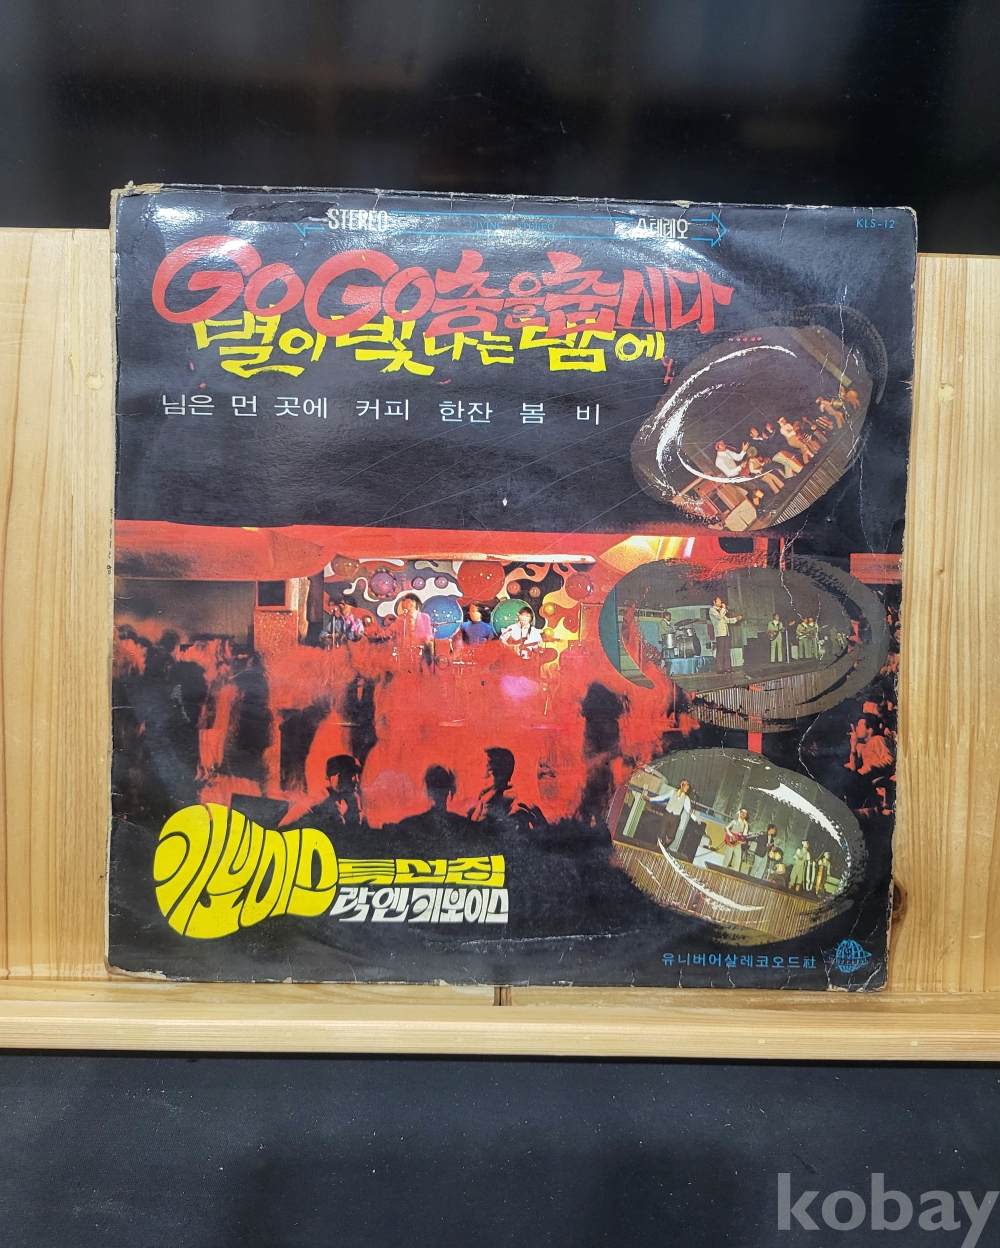 STEREO 스테레오 KLS-12
GOGO춤을춥시다
별이빛나는밤에
님은 먼 곳에 커피 한잔 봄 비
키보이스 특선집
락앤키보이스
유니버어살레코오드社
kobay